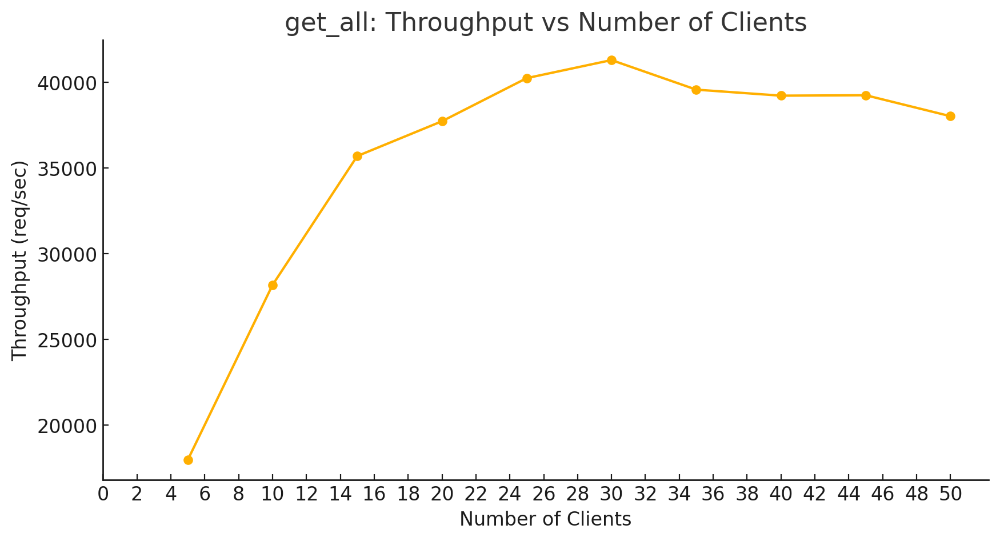 get_all: Throughput vs Number of Clients
Throughput (req/sec)
40000
35000
30000
25000
20000
0 2 4 6 8 10 12 14 16 18 20 22 24 26 28 30 32 34 36 38 40 42 44 46 48 50
Number of Clients